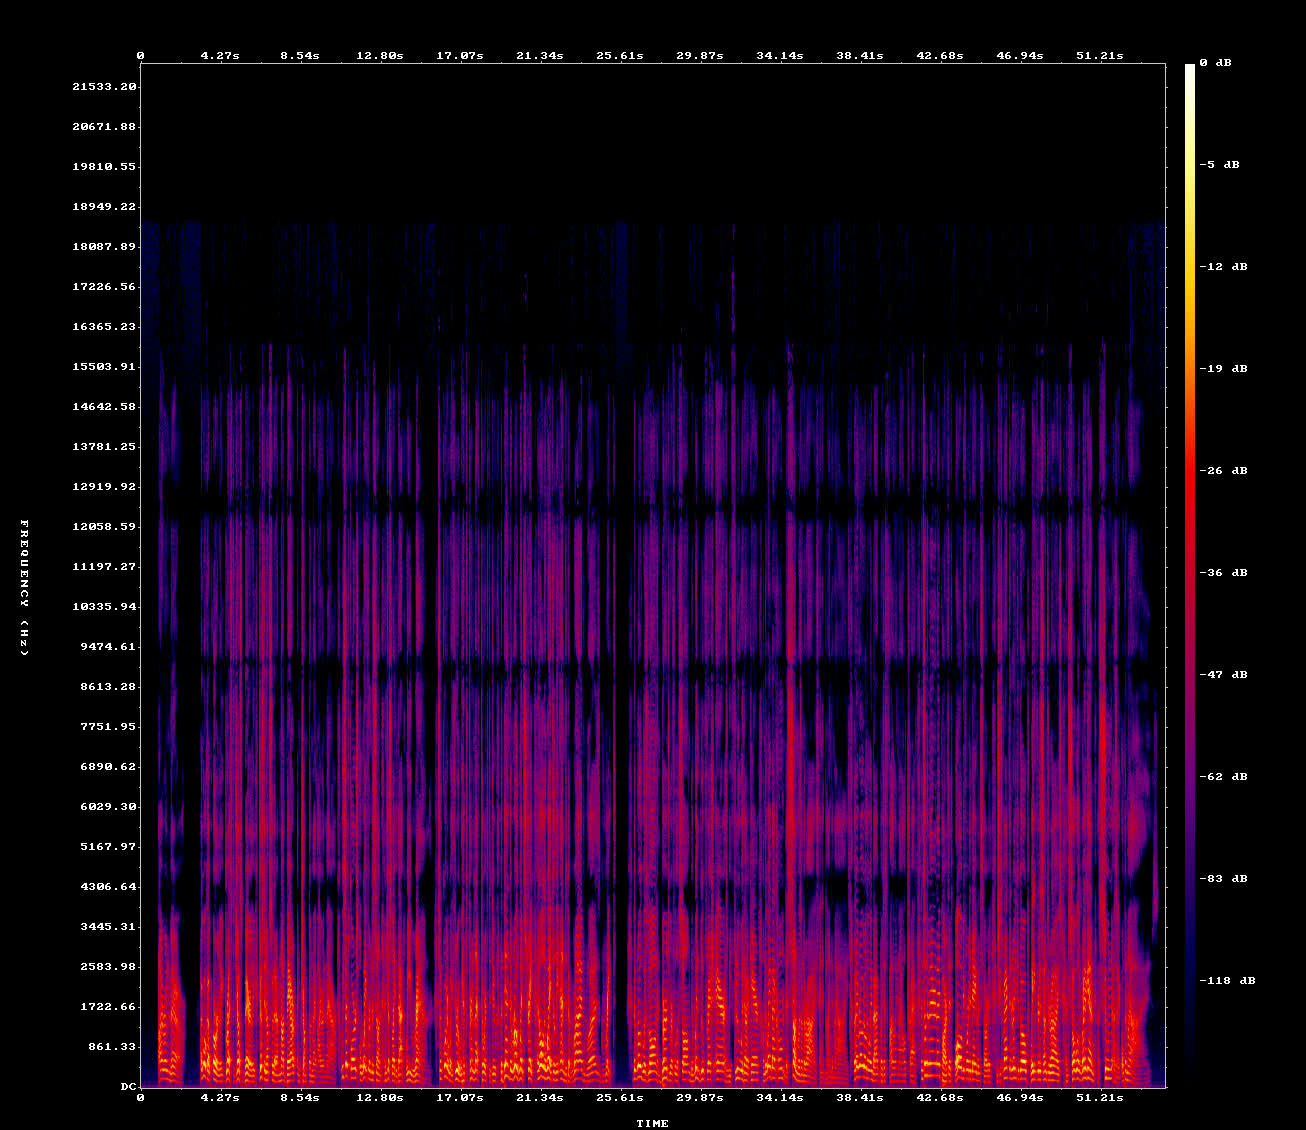 0 4.27s 8.54s 12.80s 17.07s 21.34s 25.61s 29.87s 34.14s 38.41s 42.68s 46.94s 51.21s
0 dB
21533.20
20671.88
19810.55
-5 dB
18949.22
18087.89
-12 dB
17226.56
16365.23
15503.91
-19 dB
14642.58
13781.25
-26 dB
12919.92
12058.59
11197.27
-36 dB
10335.94
9474.61
-47 dB
8613.28
7751.95
6890.62
-62 dB
6029.30
5167.97
4306.64
-83 dB
3445.31
2583.98
-118 dB
1722.66
861.33
DC
FREQUENCY (Hz)
0 4.27s 8.54s 12.80s 17.07s 21.34s 25.61s 29.87s 34.14s 38.41s 42.68s 46.94s 51.21s
TIME